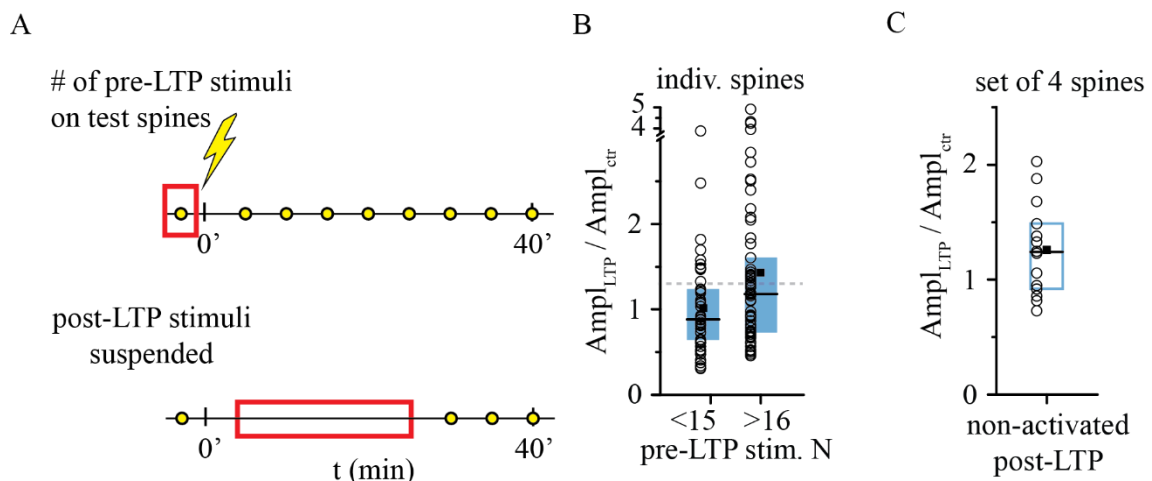 A
# of pre-LTP stimuli
on test spines
0’
40’
post-LTP stimuli
suspended
0’
40’
t (min)
B
indiv. spines
5
4
2
1
0
Ampl_LTP / Ampl_ctr
<15
>16
pre-LTP stim. N
C
set of 4 spines
2
1
0
Ampl_LTP / Ampl_ctr
non-activated
post-LTP